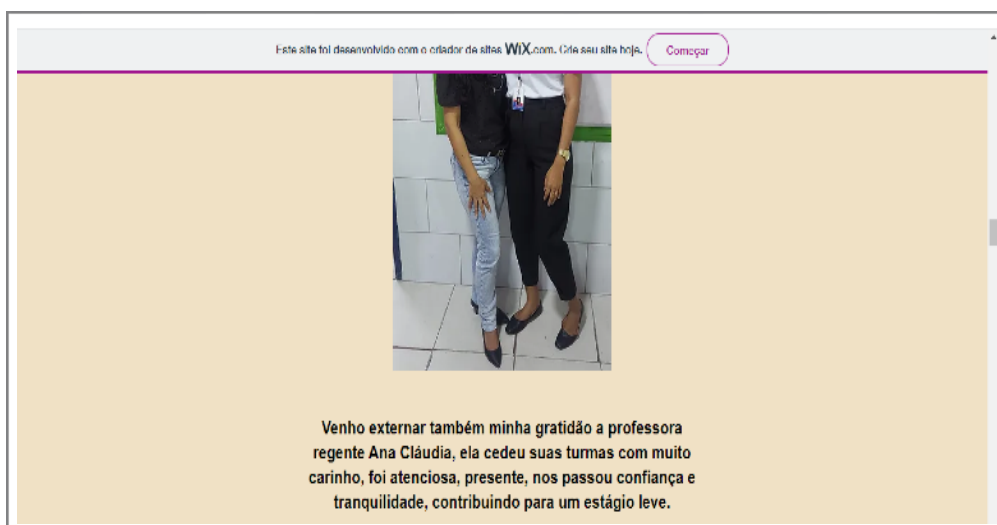 Este site foi desenvolvido com o criador de sites WiX.com. Crie seu site hoje. Começar
Venho externar também minha gratidão a professora
regente Ana Cláudia, ela cedeu suas turmas com muito
carinho, foi atenciosa, presente, nos passou confiança e
tranquilidade, contribuindo para um estágio leve.